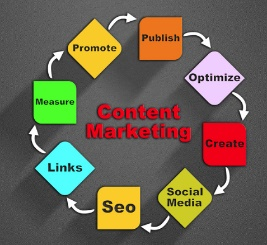 Publish
Optimize
Create
Social
Media
Seo
Links
Measure
Promote
Content
Marketing